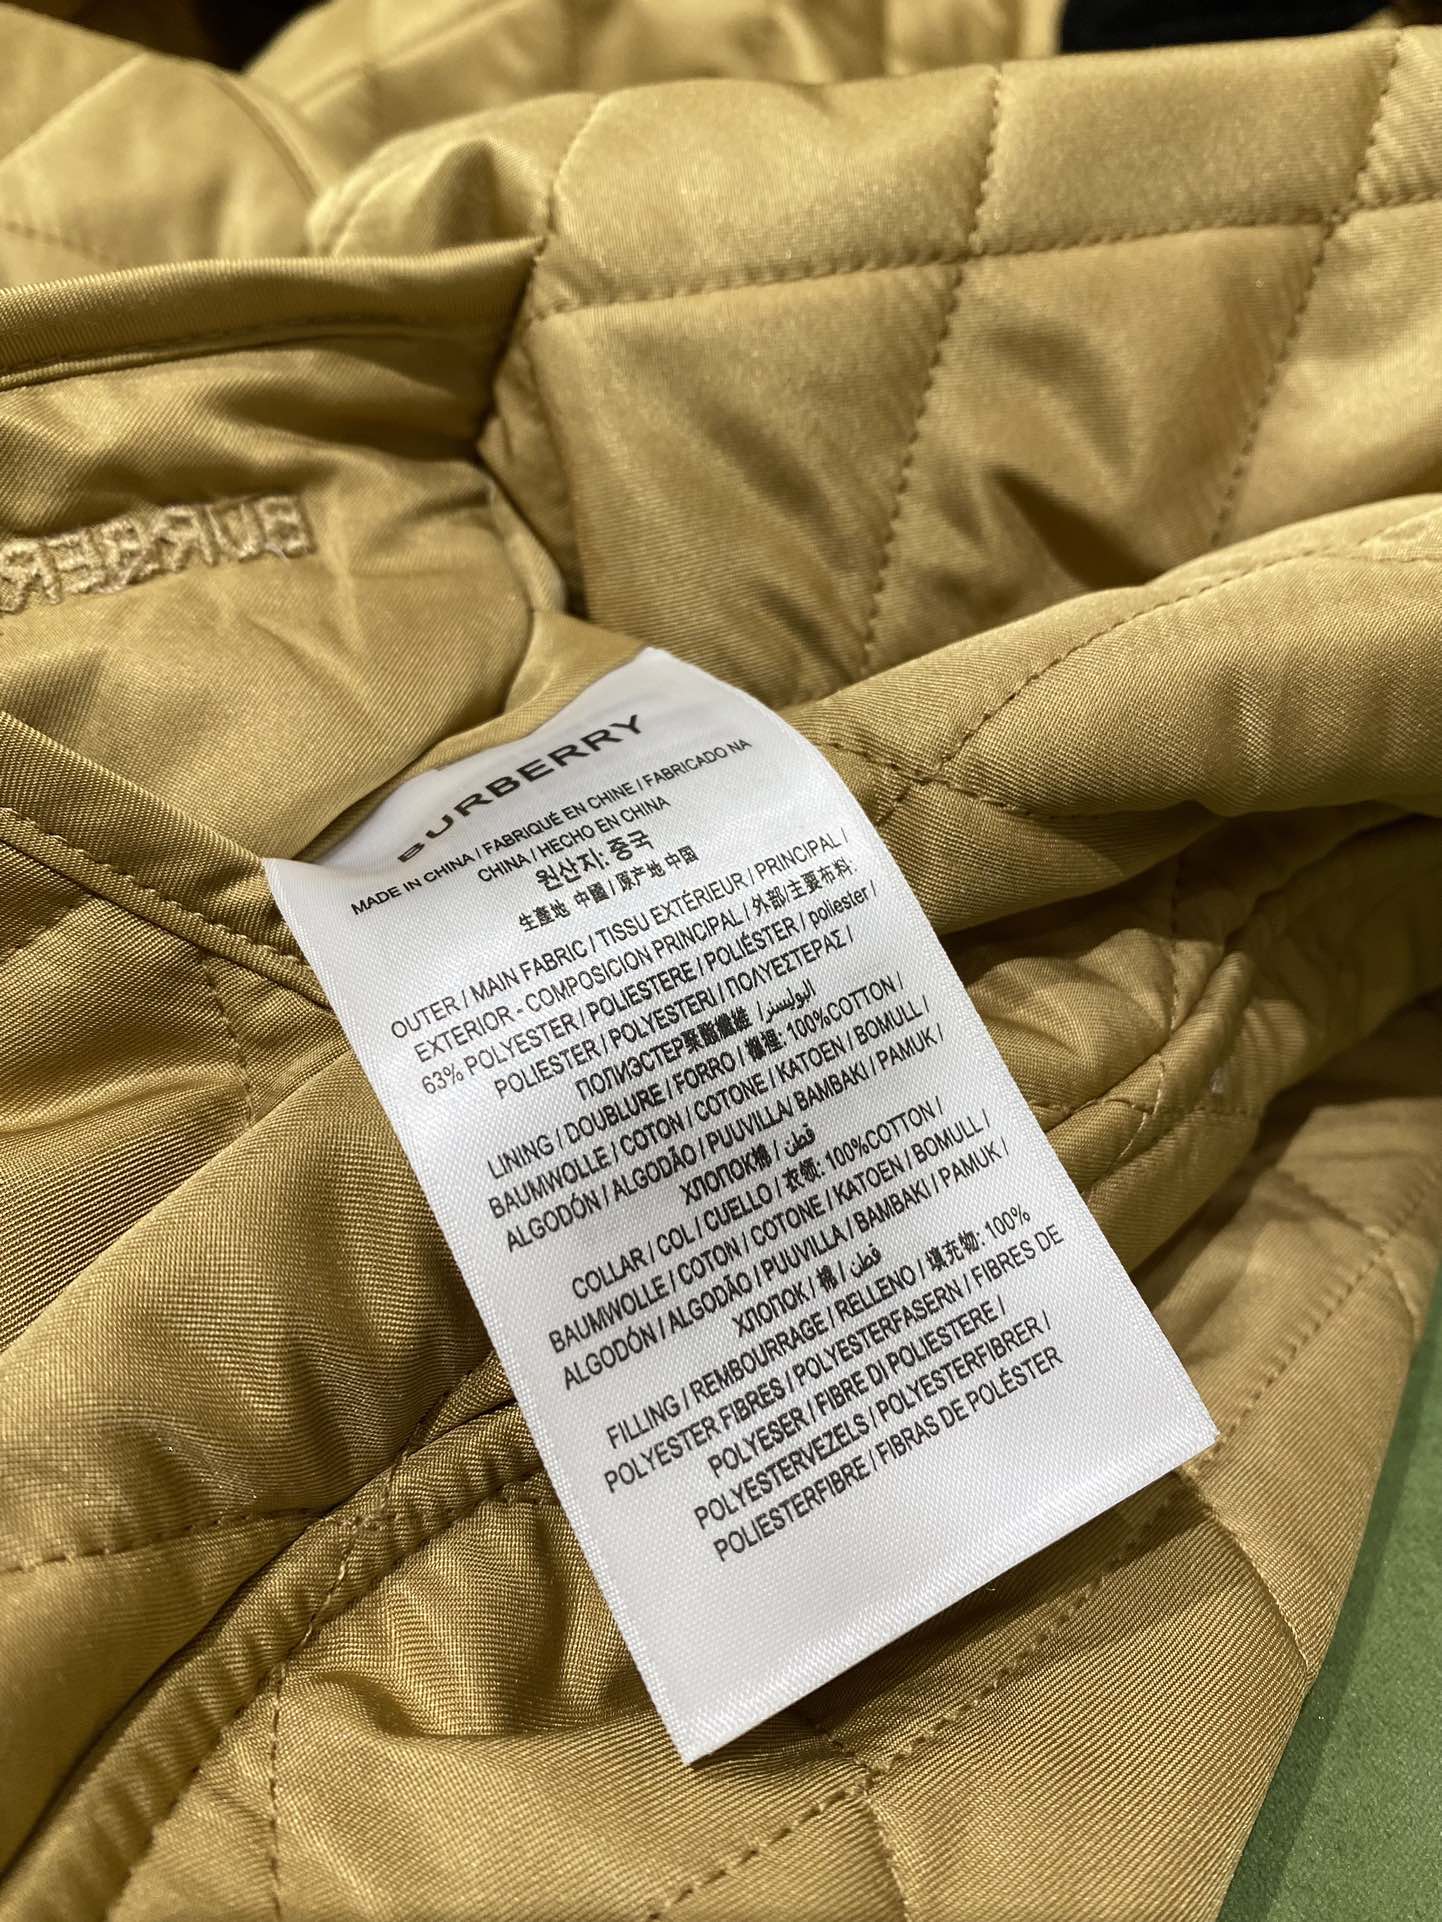 BURBERRY
MADE IN CHINA / FABRIQUÉ EN CHINE / FABRICADO NA
CHINA / HECHO EN CHINA
원산지: 중국
生產地 中國 / 原产地 中国
OUTER / MAIN FABRIC / TISSU EXTÉRIEUR / PRINCIPAL /
EXTERIOR - COMPOSICION PRINCIPAL / 外部/主要布料:
63% POLYESTER / POLIESTERE / POLIÉSTER / poliester /
POLIESTER / POLYESTERI / ΠΟΛΥΕΣΤΕΡΑΣ /
ПОЛИЭСТЕР聚酯纖維 / البوليستر
LINING / DOUBLURE / FORRO / 襯裡: 100%COTTON /
BAUMWOLLE / COTON / COTONE / KATOEN / BOMULL /
ALGODÓN / ALGODÃO / PUUVILLA/ BAMBAKI / PAMUK /
ХЛОПОК棉 / قطن
COLLAR / COL / CUELLO / 衣领: 100%COTTON /
BAUMWOLLE / COTON / COTONE / KATOEN / BOMULL /
ALGODÓN / ALGODÃO / PUUVILLA / BAMBAKI / PAMUK /
ХЛОПОК / 棉 / قطن
FILLING / REMBOURRAGE / RELLENO / 填充物: 100%
POLYESTER FIBRES / POLYESTERFASERN / FIBRES DE
POLYESER / FIBRE DI POLIESTERE /
POLYESTERVEZELS / POLYESTERFIBRER /
POLIESTERFIBRE / FIBRAS DE POLÉSTER